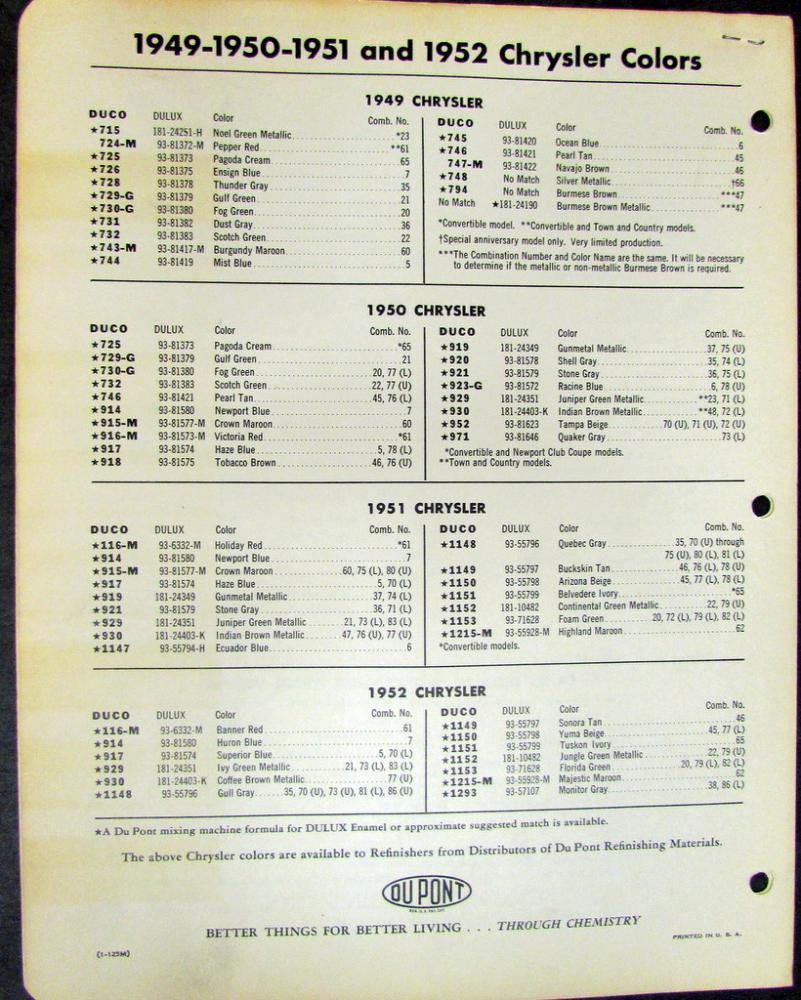 1949-1950-1951 and 1952 Chrysler Colors
1949 CHRYSLER
DUCO DULUX Color Comb. No.
★715 181-24251-H Noel Green Metallic *23
724-M 93-81372-M Pepper Red **61
★725 93-81373 Pagoda Cream 65
★726 93-81375 Ensign Blue 7
★728 93-81378 Thunder Gray 35
★729-G 93-81379 Gulf Green 21
★730-G 93-81380 Fog Green 20
★731 93-81382 Dust Gray 36
★732 93-81383 Scotch Green 22
★743-M 93-81417-M Burgundy Maroon 60
★744 93-81419 Mist Blue 5
DUCO DULUX Color Comb. No.
★745 93-81420 Ocean Blue 6
★746 93-81421 Pearl Tan 45
747-M 93-81422 Navajo Brown 46
★748 No Match Silver Metallic †66
★794 No Match Burmese Brown ***47
No Match ★181-24190 Burmese Brown Metallic ***47
*Convertible model. **Convertible and Town and Country models.
†Special anniversary model only. Very limited production.
***The Combination Number and Color Name are the same. It will be necessary
to determine if the metallic or non-metallic Burmese Brown is required.
1950 CHRYSLER
DUCO DULUX Color Comb. No.
★725 93-81373 Pagoda Cream *65
★729-G 93-81379 Gulf Green 21
★730-G 93-81380 Fog Green 20, 77 (L)
★732 93-81383 Scotch Green 22, 77 (U)
★746 93-81421 Pearl Tan 45, 76 (L)
★914 93-81580 Newport Blue 7
★915-M 93-81577-M Crown Maroon 60
★916-M 93-81573-M Victoria Red *61
★917 93-81574 Haze Blue 5, 78 (L)
★918 93-81575 Tobacco Brown 46, 76 (U)
DUCO DULUX Color Comb. No.
★919 181-24349 Gunmetal Metallic 37, 75 (U)
★920 93-81578 Shell Gray 35, 74 (L)
★921 93-81579 Stone Gray 36, 75 (L)
★923-G 93-81572 Racine Blue 6, 78 (U)
★929 181-24351 Juniper Green Metallic **23, 71 (L)
★930 181-24403-K Indian Brown Metallic **48, 72 (L)
★952 93-81623 Tampa Beige 70 (U), 71 (U), 72 (U)
★971 93-81646 Quaker Gray 73 (L)
*Convertible and Newport Club Coupe models.
**Town and Country models.
1951 CHRYSLER
DUCO DULUX Color Comb. No.
★116-M 93-6332-M Holiday Red *61
★914 93-81580 Newport Blue 7
★915-M 93-81577-M Crown Maroon 60, 75 (L), 80 (U)
★917 93-81574 Haze Blue 5, 70 (L)
★919 181-24349 Gunmetal Metallic 37, 74 (L)
★921 93-81579 Stone Gray 36, 71 (L)
★929 181-24351 Juniper Green Metallic 21, 73 (L), 83 (L)
★930 181-24403-K Indian Brown Metallic 47, 76 (U), 77 (U)
★1147 93-55794-H Ecuador Blue 6
DUCO DULUX Color Comb. No.
★1148 93-55796 Quebec Gray 35, 70 (U) through
75 (U), 80 (L), 81 (L)
★1149 93-55797 Buckskin Tan 46, 76 (L), 78 (U)
★1150 93-55798 Arizona Beige 45, 77 (L), 78 (L)
★1151 93-55799 Belvedere Ivory *65
★1152 181-10482 Continental Green Metallic 22, 79 (U)
★1153 93-71628 Foam Green 20, 72 (L), 79 (L), 82 (L)
★1215-M 93-55928-M Highland Maroon 62
*Convertible models.
1952 CHRYSLER
DUCO DULUX Color Comb. No.
★116-M 93-6332-M Banner Red 61
★914 93-81580 Huron Blue 7
★917 93-81574 Superior Blue 5, 70 (L)
★929 181-24351 Ivy Green Metallic 21, 73 (L), 83 (L)
★930 181-24403-K Coffee Brown Metallic 77 (U)
★1148 93-55796 Gull Gray 35, 70 (U), 73 (U), 81 (L), 86 (U)
DUCO DULUX Color Comb. No.
★1149 93-55797 Sonora Tan 46
★1150 93-55798 Yuma Beige 45, 77 (L)
★1151 93-55799 Tuskon Ivory 65
★1152 181-10482 Jungle Green Metallic 22, 79 (U)
★1153 93-71628 Florida Green 20, 79 (L), 82 (L)
★1215-M 93-55928-M Majestic Maroon 62
★1293 93-57107 Monitor Gray 38, 86 (L)
★A Du Pont mixing machine formula for DULUX Enamel or approximate suggested match is available.
The above Chrysler colors are available to Refinishers from Distributors of Du Pont Refinishing Materials.
DU PONT
REG. U.S. PAT. OFF.
BETTER THINGS FOR BETTER LIVING . . . THROUGH CHEMISTRY
PRINTED IN U. S. A.
(1-125M)